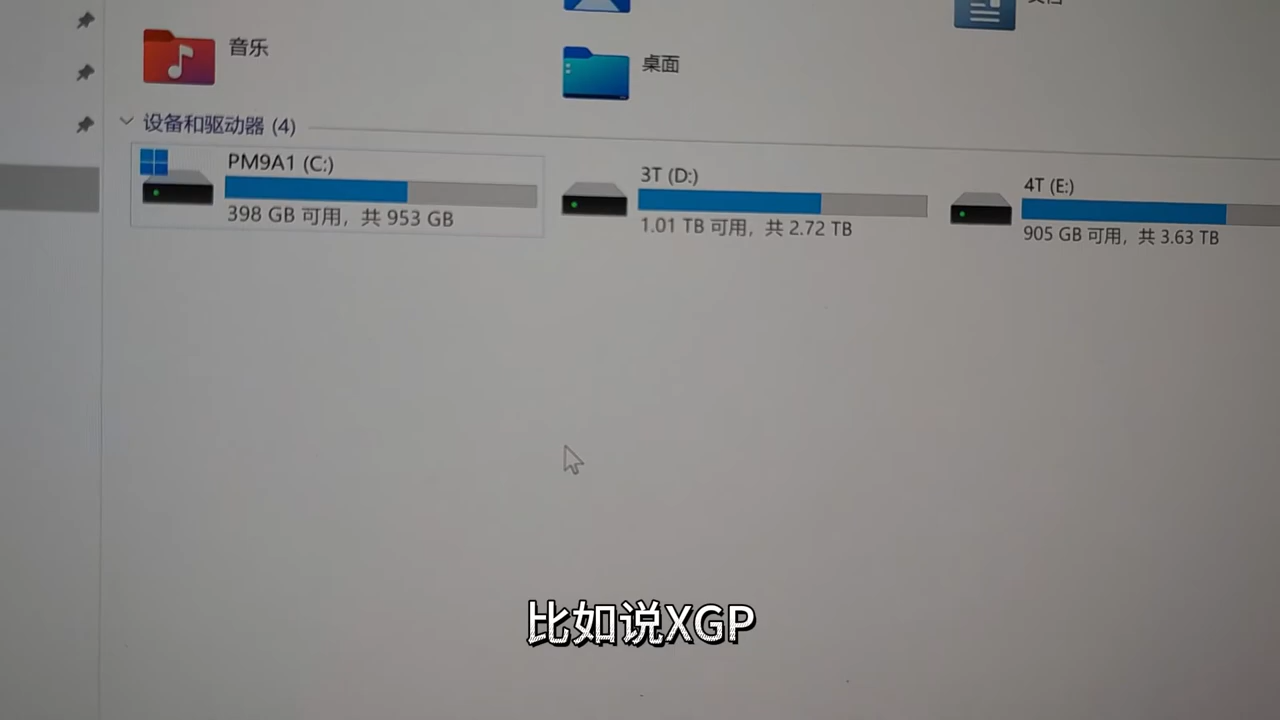 音乐
桌面
设备和驱动器 (4)
PM9A1 (C:)
398 GB 可用，共 953 GB
3T (D:)
1.01 TB 可用，共 2.72 TB
4T (E:)
905 GB 可用，共 3.63 TB
比如说XGP